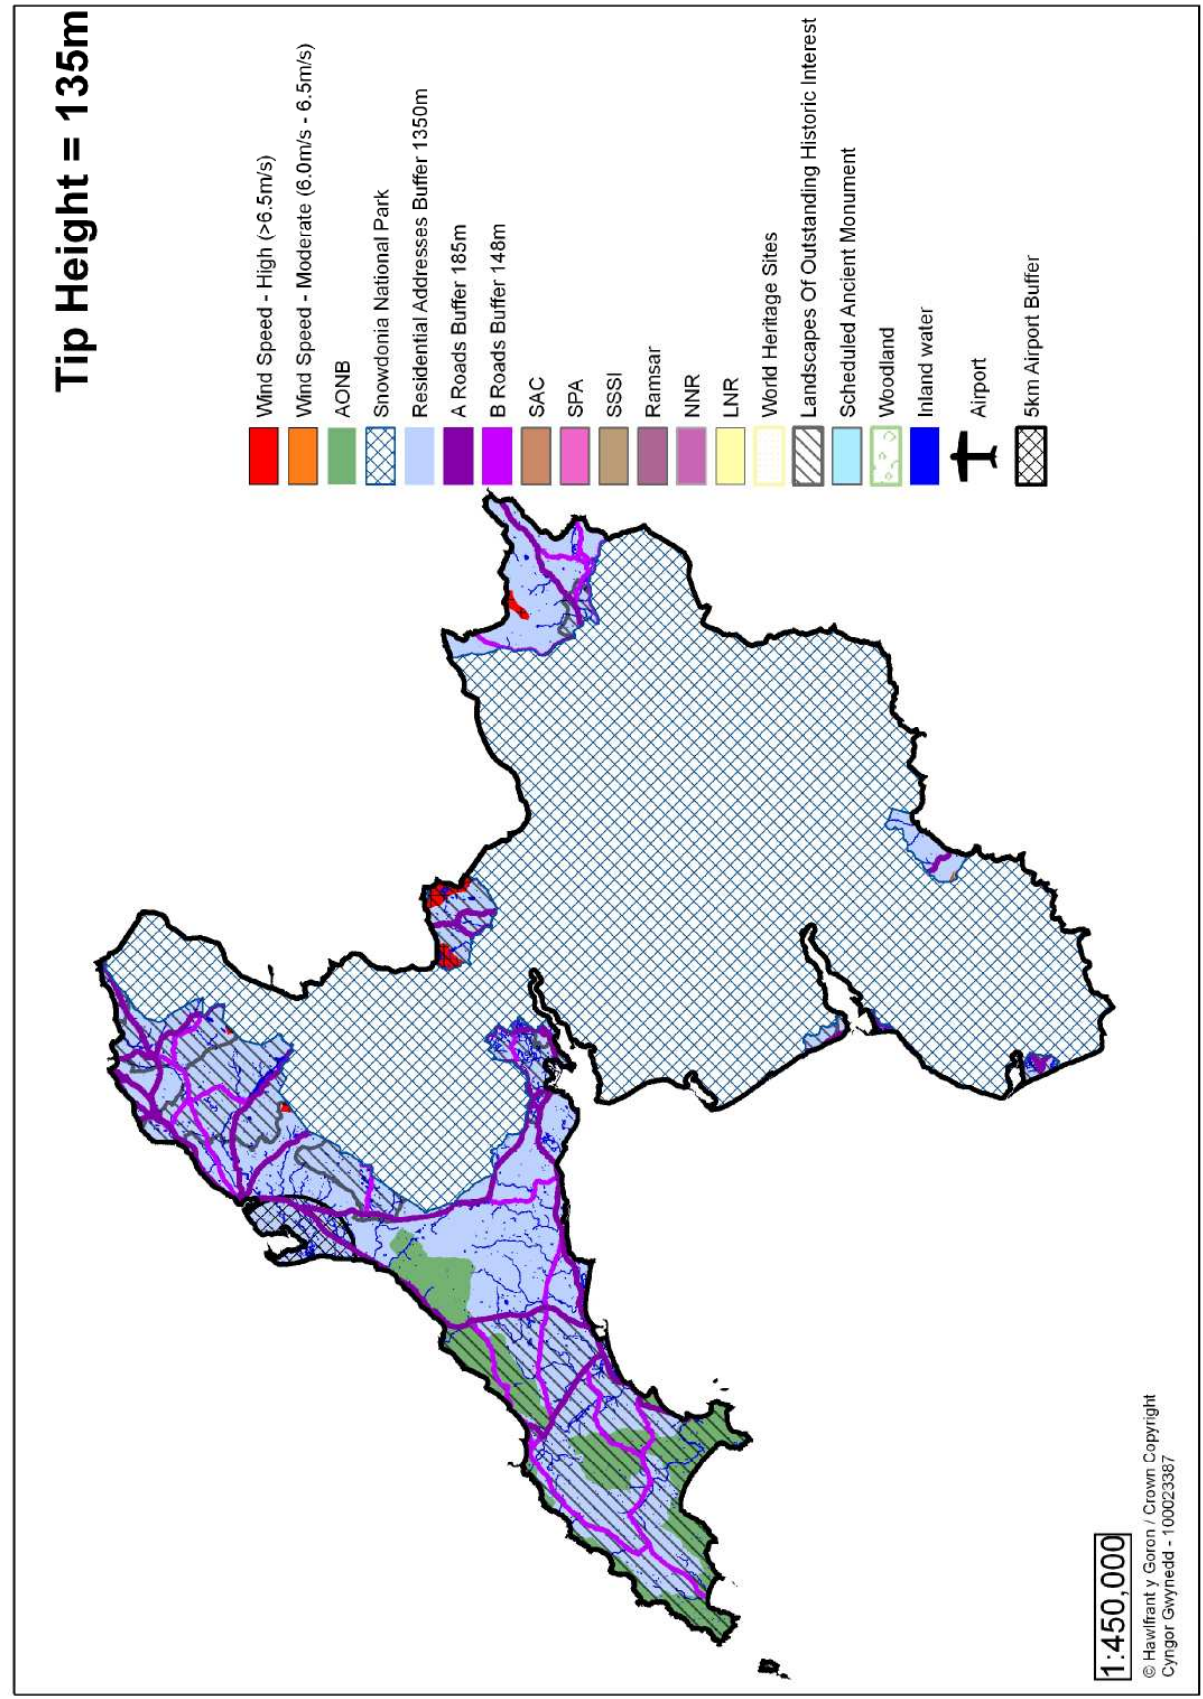 Tip Height = 135m
Wind Speed - High (>6.5m/s)
Wind Speed - Moderate (6.0m/s - 6.5m/s)
AONB
Snowdonia National Park
Residential Addresses Buffer 1350m
A Roads Buffer 185m
B Roads Buffer 148m
SAC
SPA
SSSI
Ramsar
NNR
LNR
World Heritage Sites
Landscapes Of Outstanding Historic Interest
Scheduled Ancient Monument
Woodland
Inland water
Airport
5km Airport Buffer
1:450,000
© Hawlfrant y Goron / Crown Copyright
Cyngor Gwynedd - 100023387